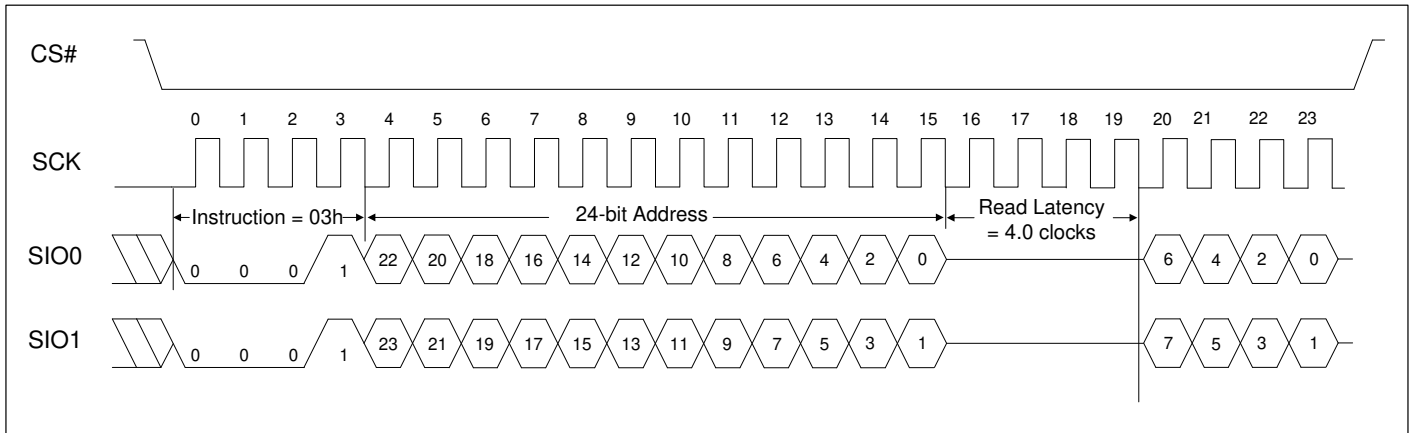 CS#
0 1 2 3 4 5 6 7 8 9 10 11 12 13 14 15 16 17 18 19 20 21 22 23
SCK
Instruction = 03h 24-bit Address Read Latency
= 4.0 clocks
SIO0 0 0 0 1 22 20 18 16 14 12 10 8 6 4 2 0 6 4 2 0
SIO1 0 0 0 1 23 21 19 17 15 13 11 9 7 5 3 1 7 5 3 1